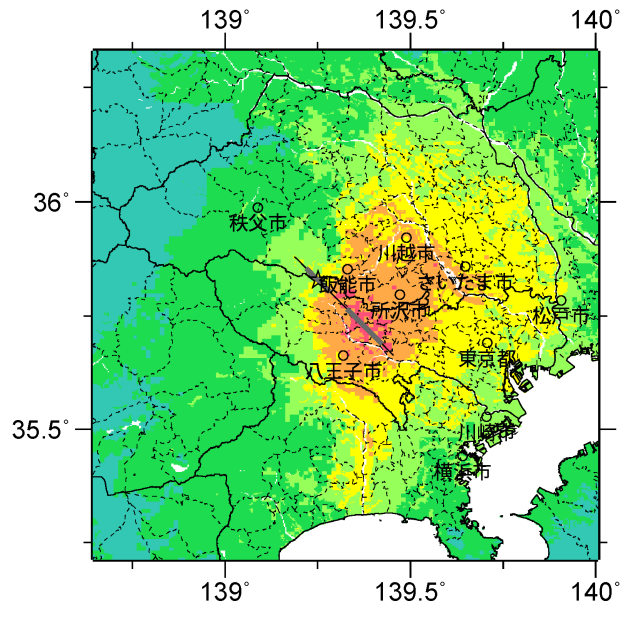 139° 139.5° 140°
36°
35.5°
秩父市
川越市
飯能市
さいたま市
所沢市
松戸市
東京都
八王子市
川崎市
横浜市
139° 139.5° 140°